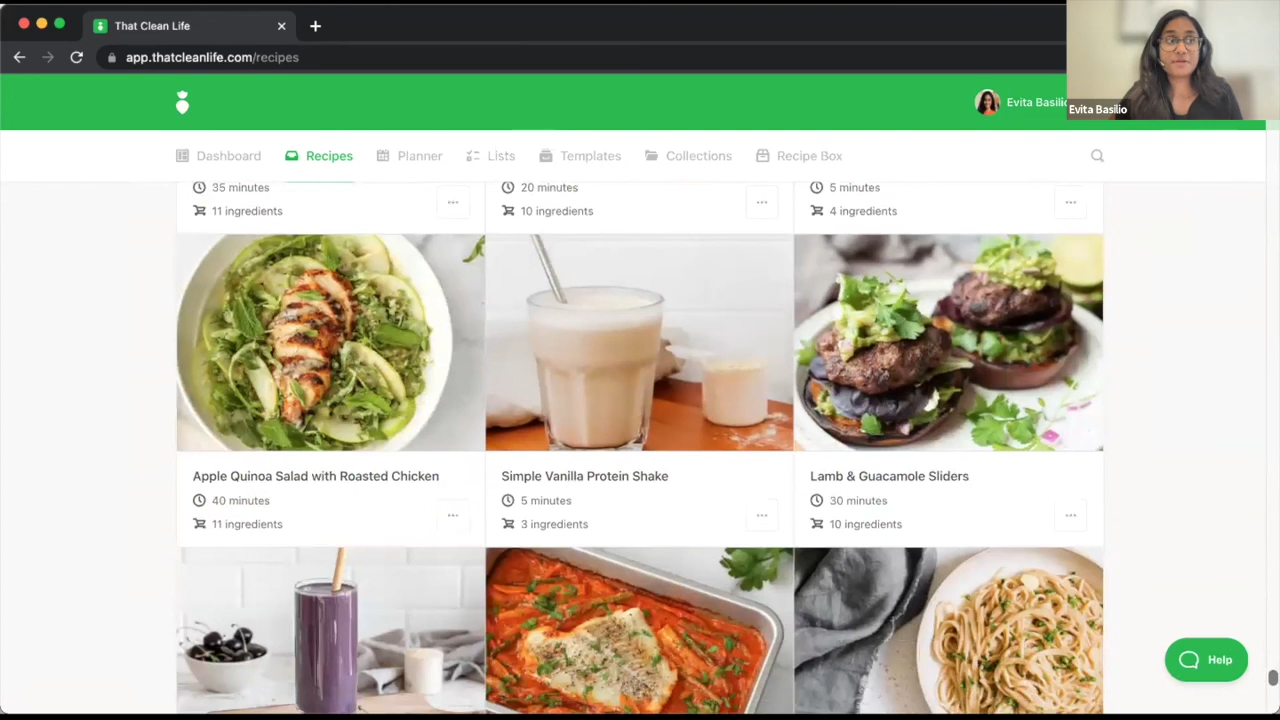 That Clean Life
app.thatcleanlife.com/recipes
Evita Basilio
Evita Basilio
Dashboard
Recipes
Planner
Lists
Templates
Collections
Recipe Box
35 minutes
11 ingredients
20 minutes
10 ingredients
5 minutes
4 ingredients
Apple Quinoa Salad with Roasted Chicken
40 minutes
11 ingredients
Simple Vanilla Protein Shake
5 minutes
3 ingredients
Lamb & Guacamole Sliders
30 minutes
10 ingredients
Help